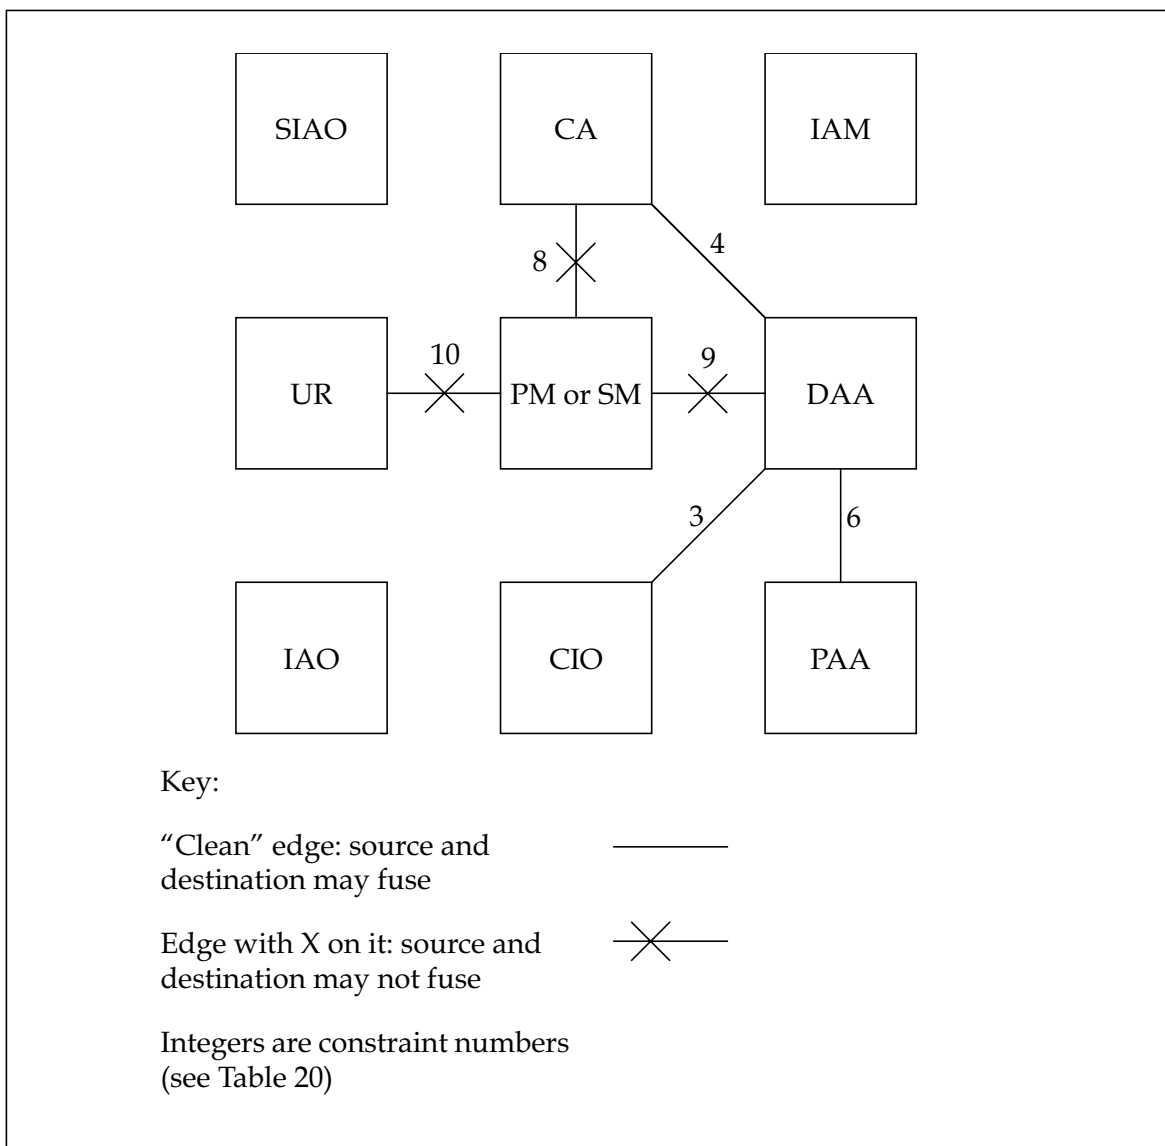 SIAO CA IAM
4
8
10 9
UR PM or SM DAA
3 6
IAO CIO PAA
Key:
“Clean” edge: source and
destination may fuse
Edge with X on it: source and
destination may not fuse
Integers are constraint numbers
(see Table 20)